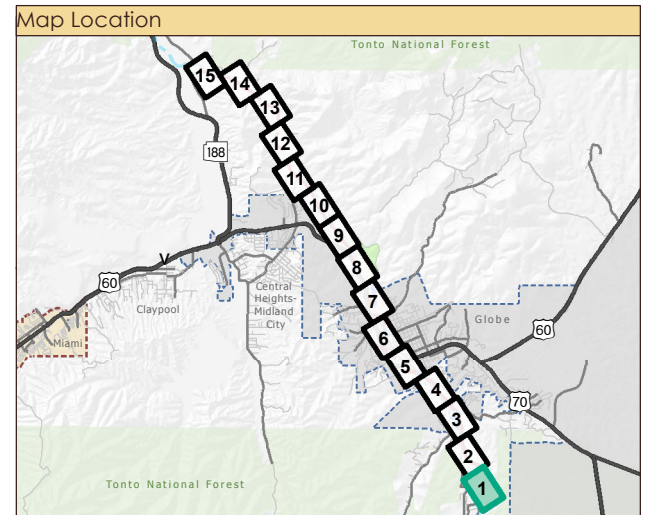 Map Location
Tonto National Forest
15
14
13
12
188
11
10
9
8
60
Central
Heights-
Midland
City
Claypool
7
Globe
60
Miami
6
5
4
70
3
2
Tonto National Forest
1